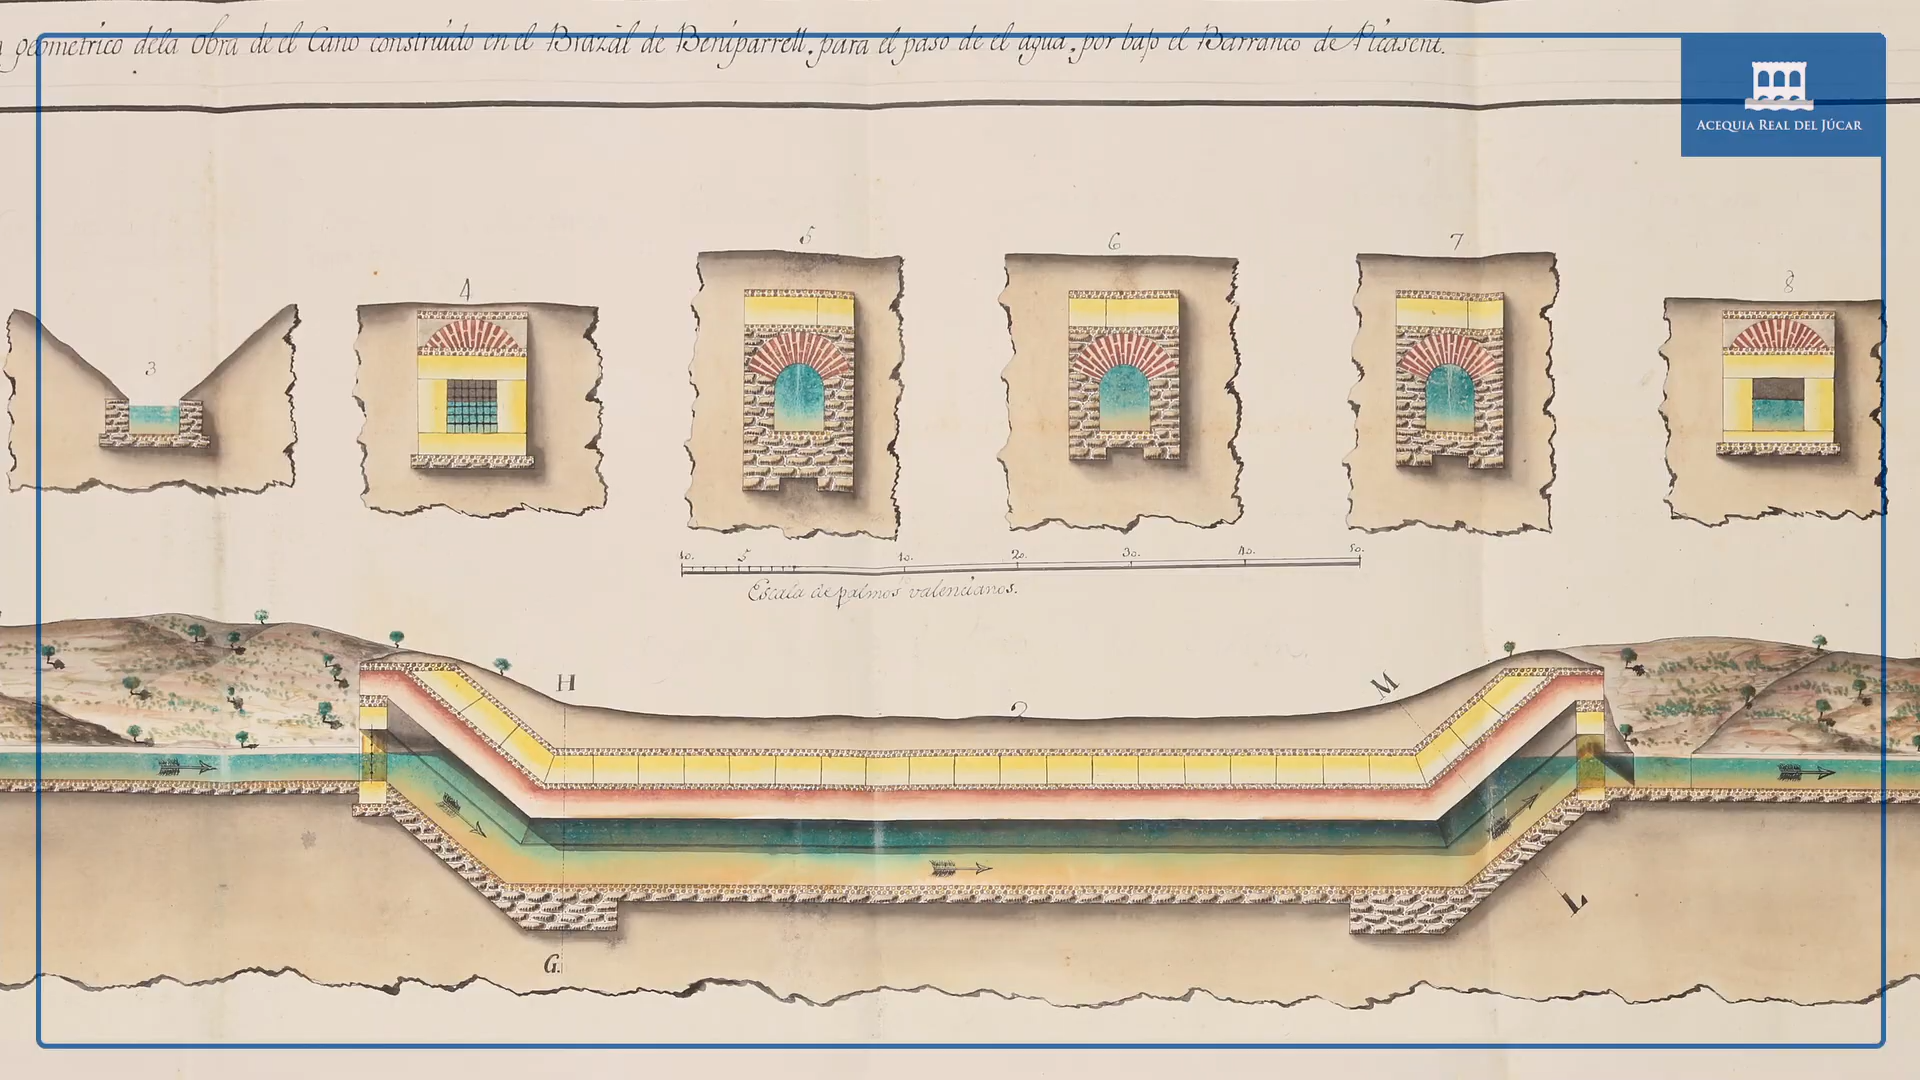 geometrico dela Obra de el Caño construido en el Brazàl de Beniparrell, para el paso de el agua, por bajo el Barranco de Picasent.
ACEQUIA REAL DEL JÚCAR
3
4
5
6
7
8
10. 5 10. 20. 30. 40. 50.
Escala de palmos valencianos.
H
2
M
L
G.